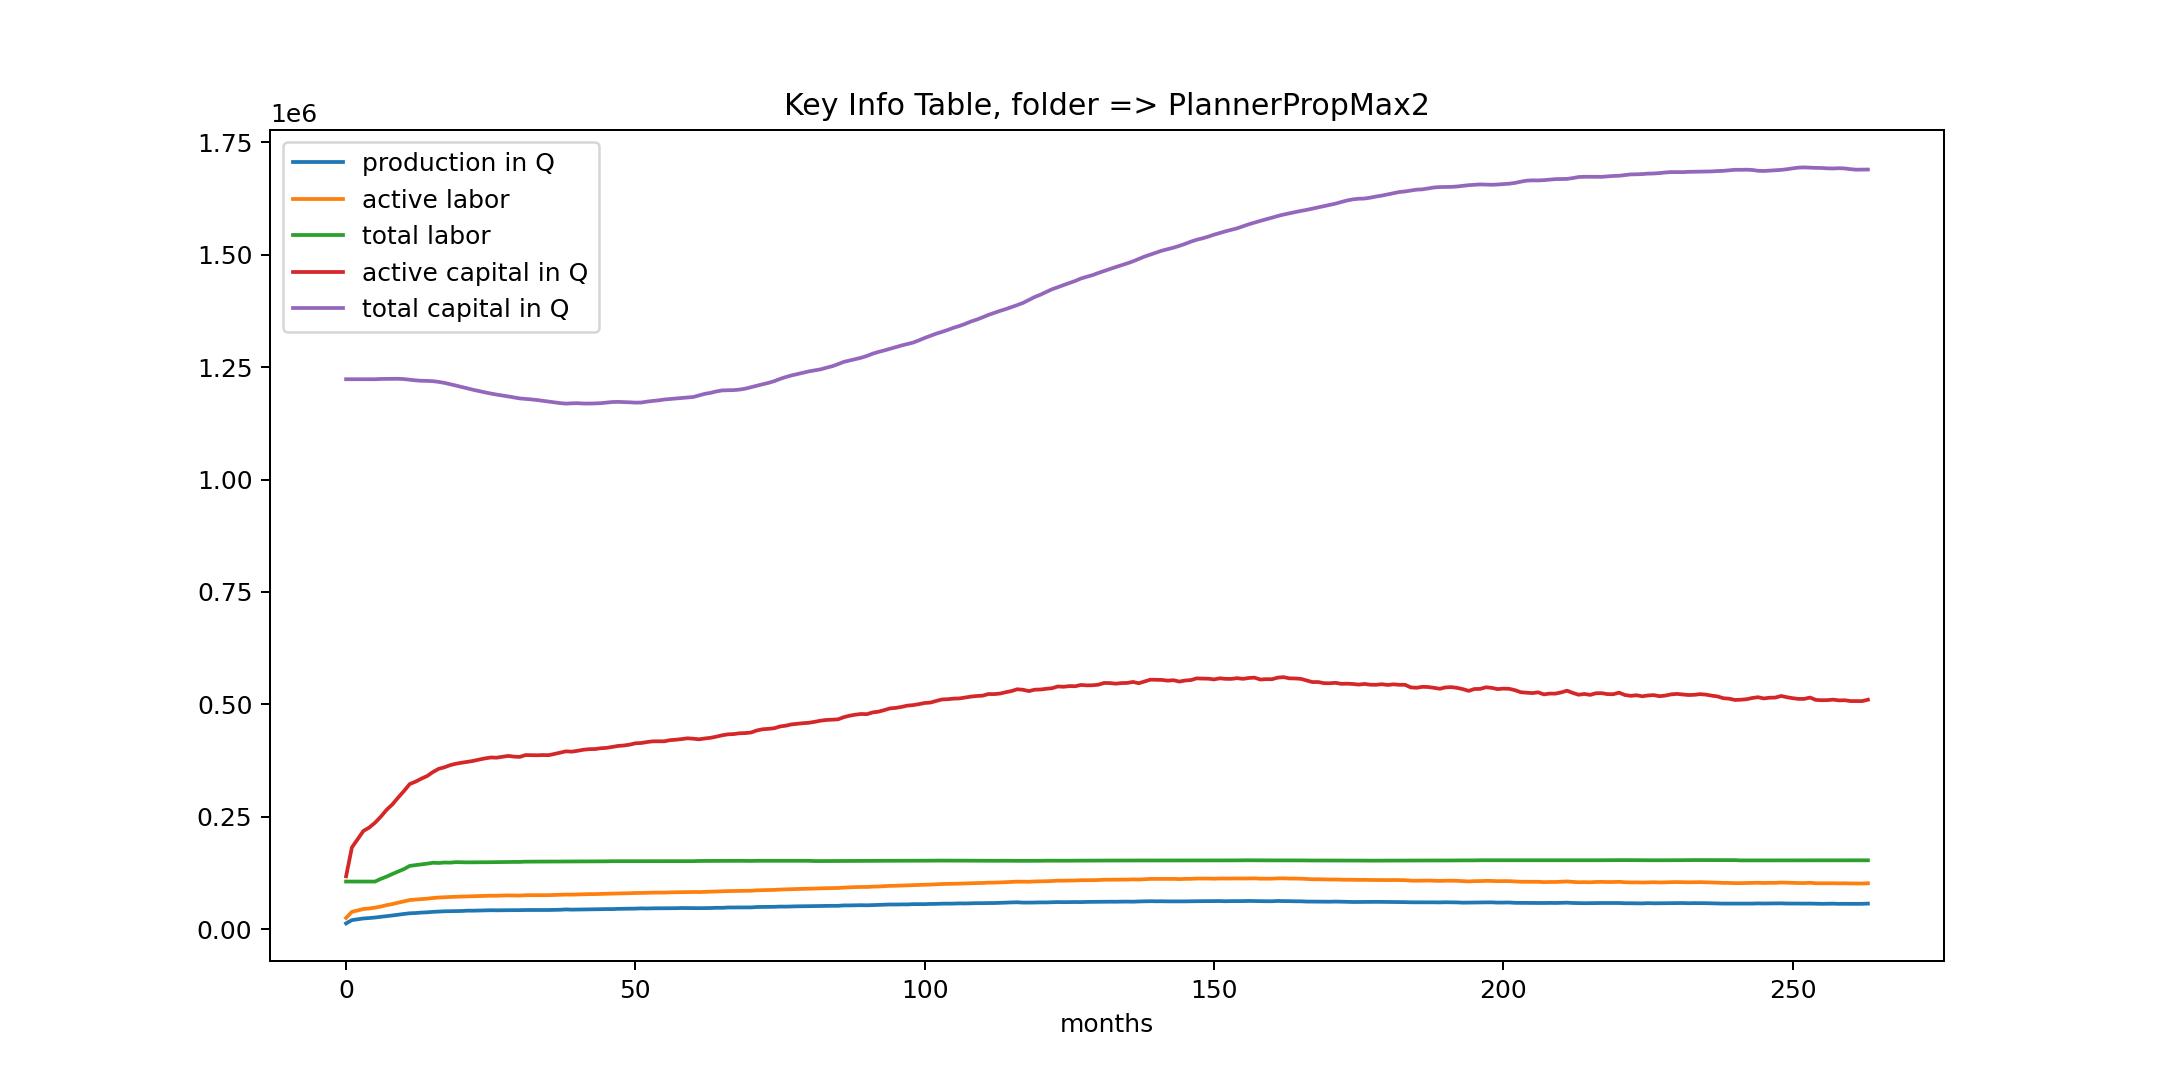 Key Info Table, folder => PlannerPropMax2
1e6
1.75
1.50
1.25
1.00
0.75
0.50
0.25
0.00
production in Q
active labor
total labor
active capital in Q
total capital in Q
0 50 100 150 200 250
months